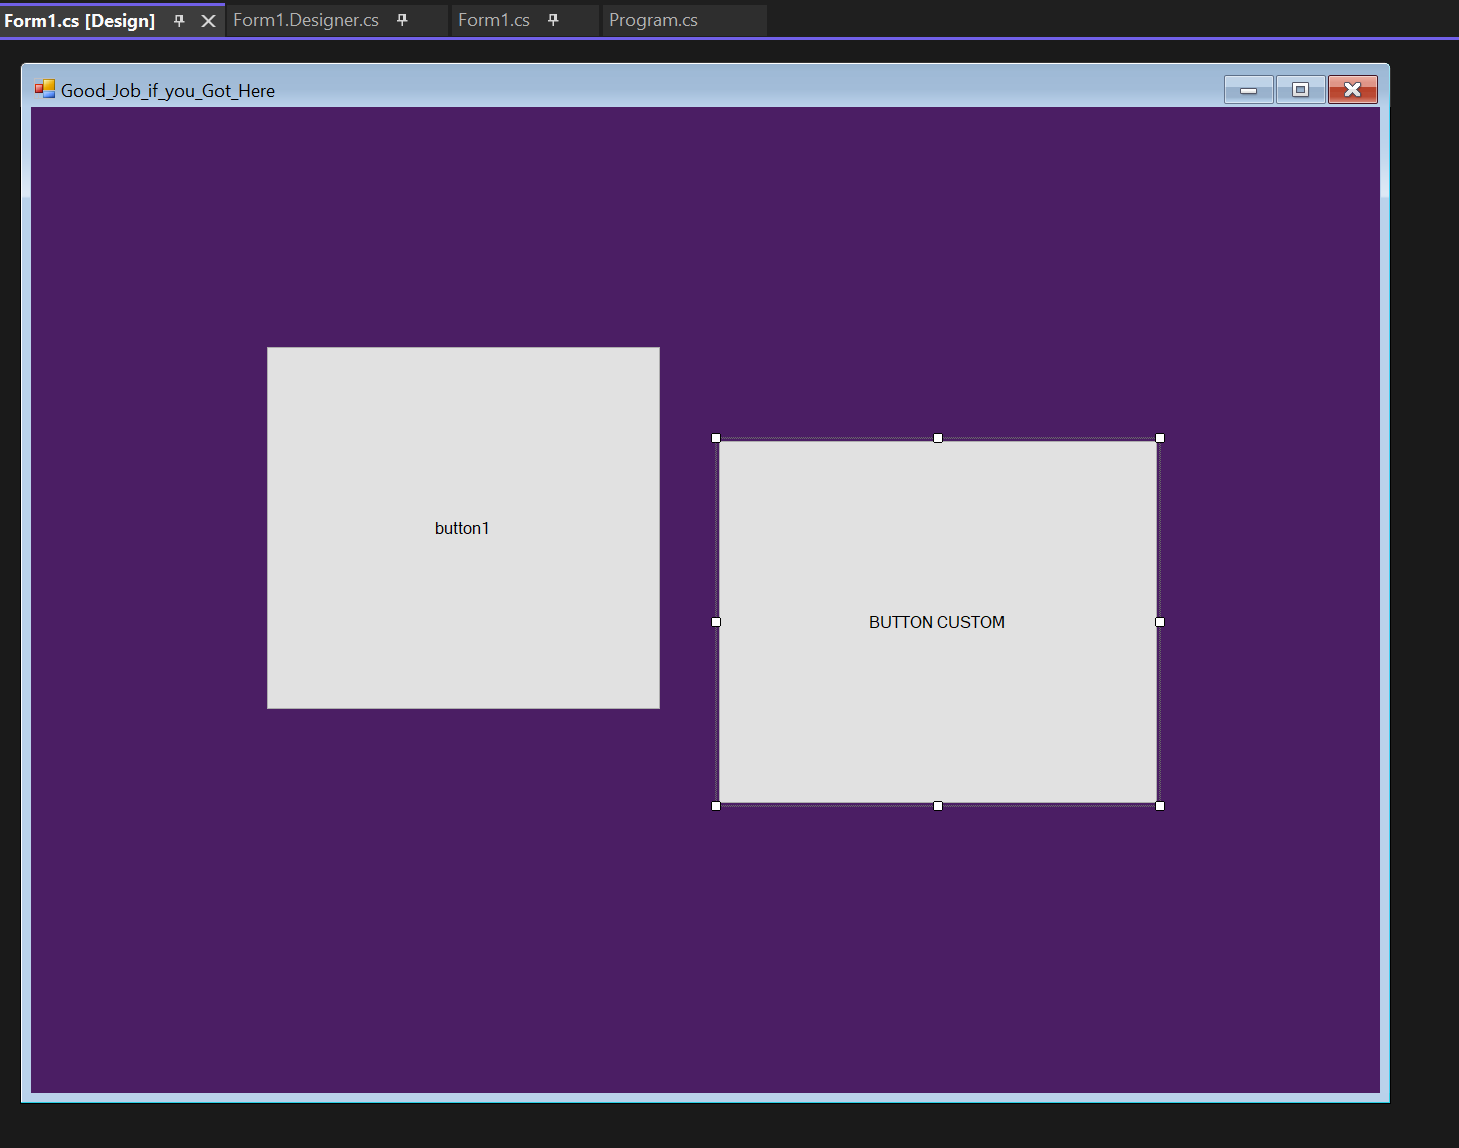 Form1.cs [Design] Form1.Designer.cs Form1.cs Program.cs
Good_Job_if_you_Got_Here
button1
BUTTON CUSTOM